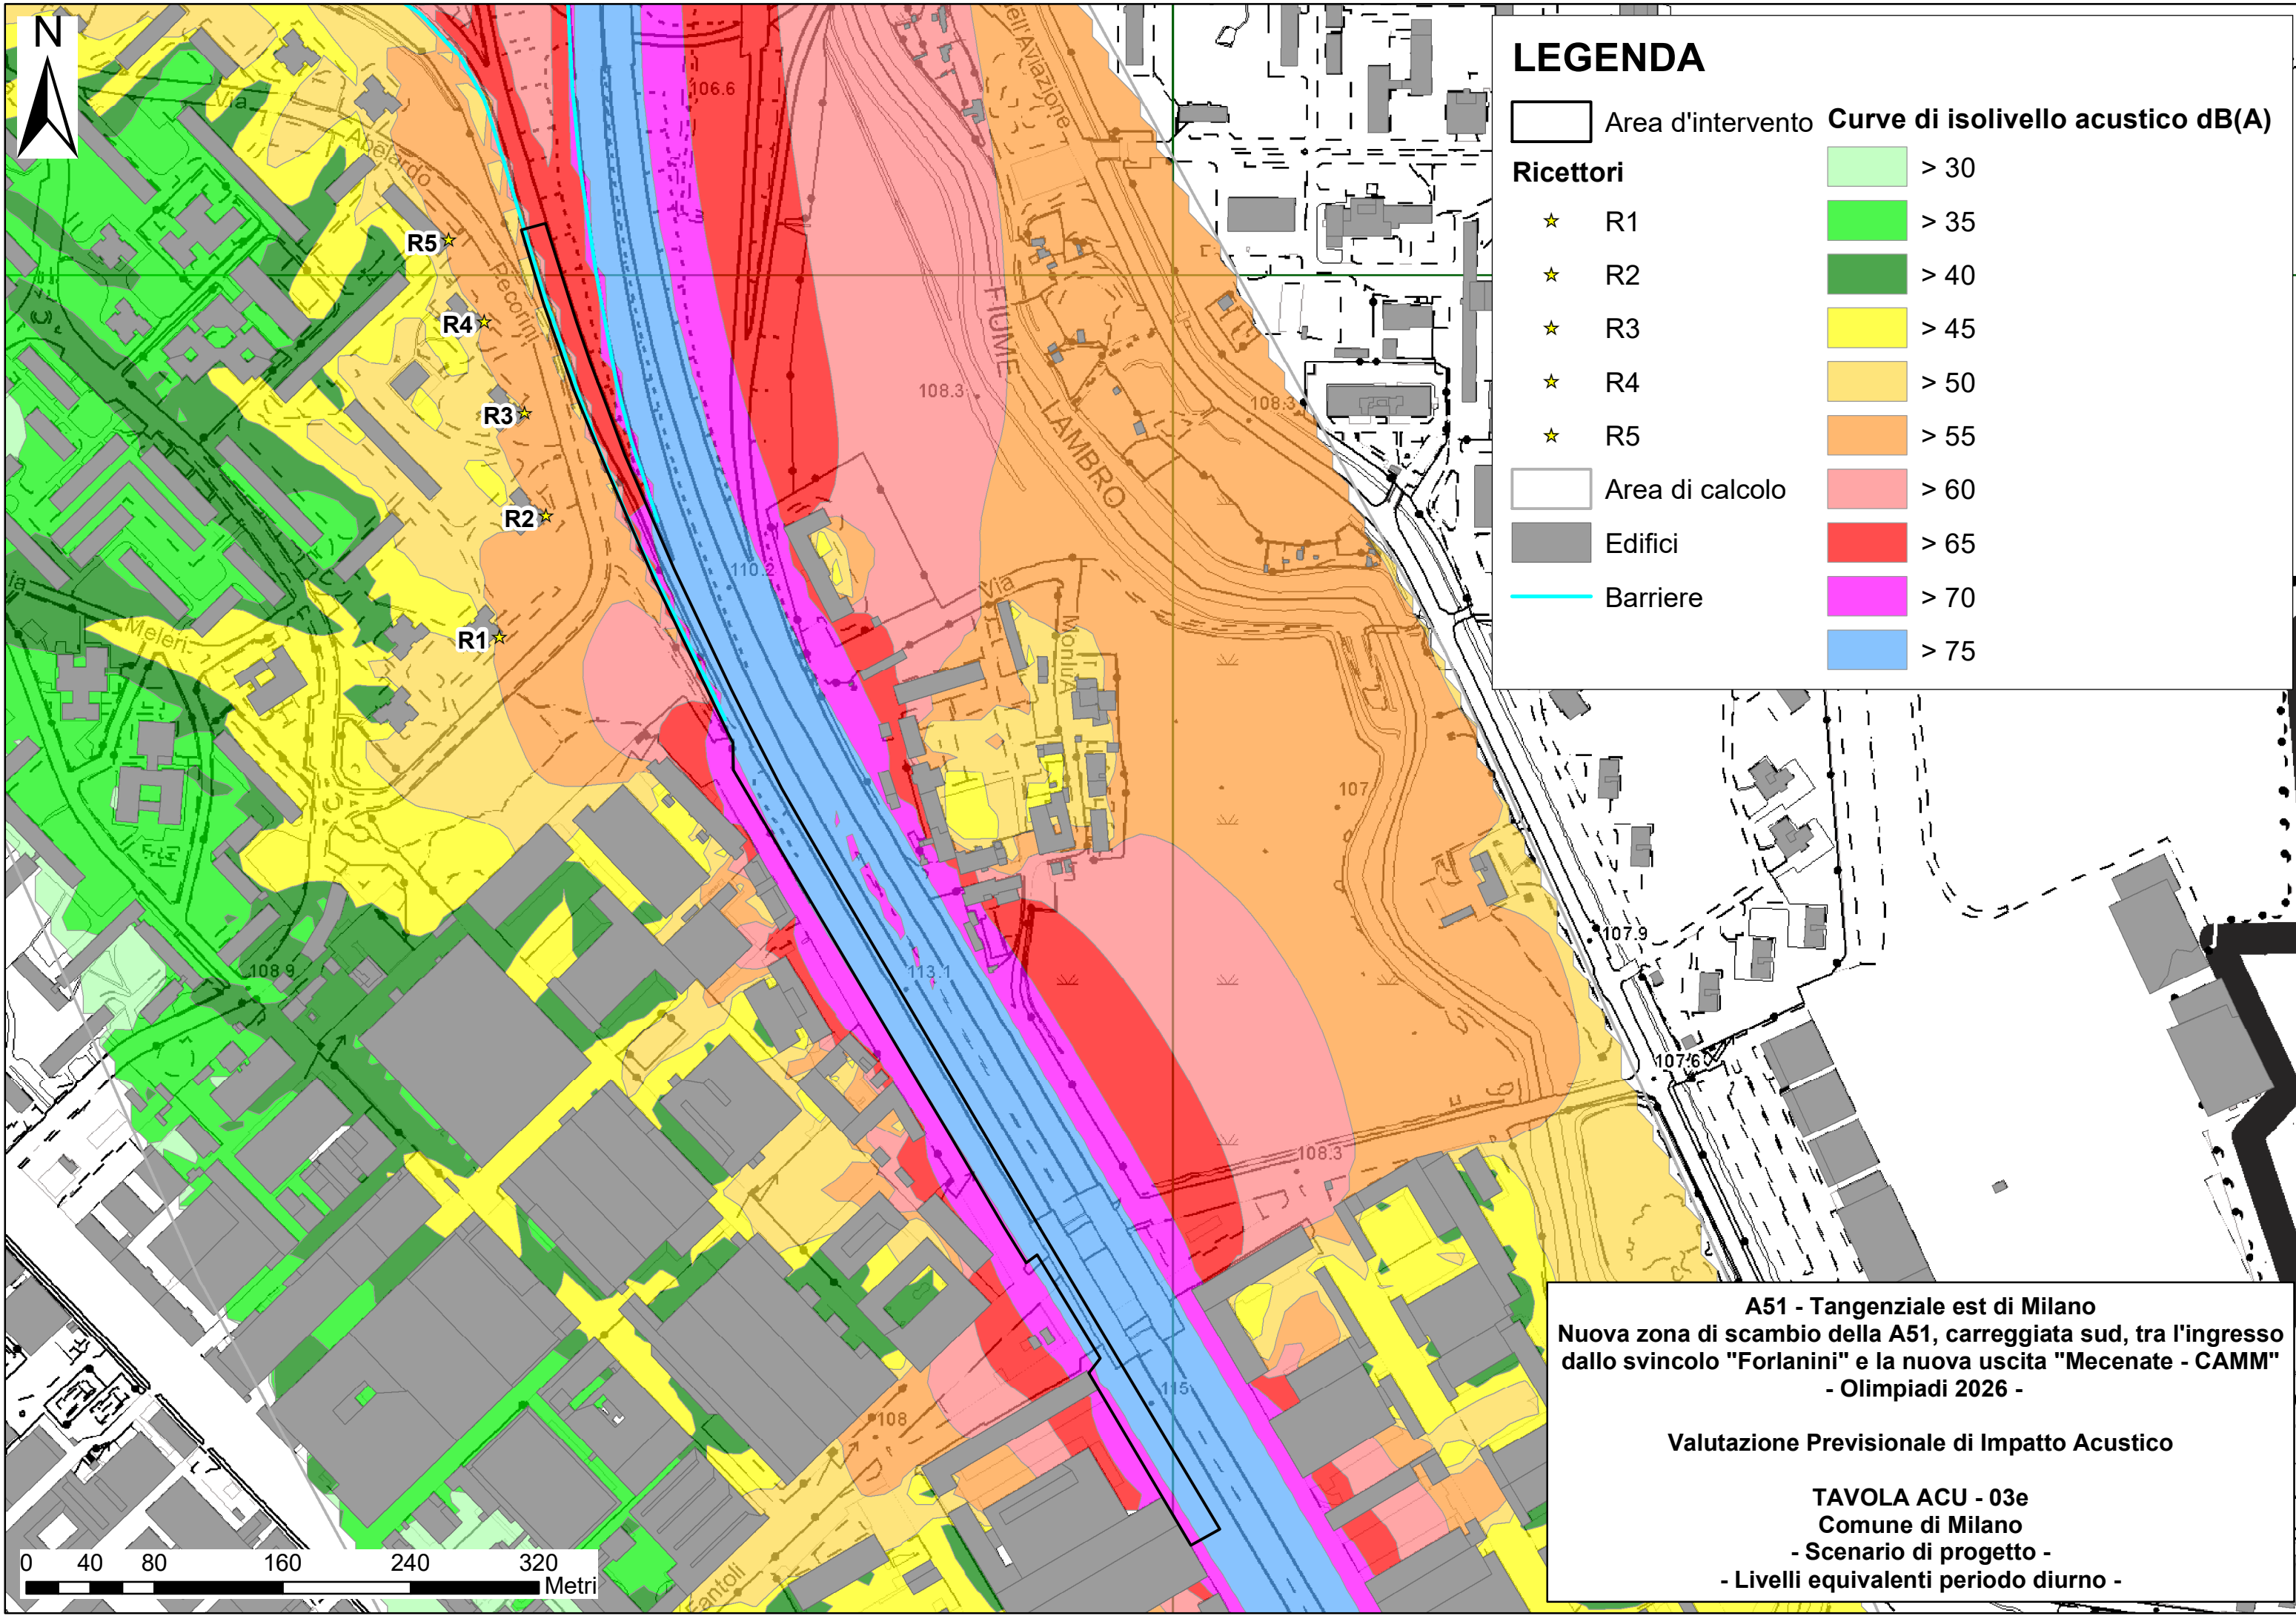 N
LEGENDA
Area d'intervento
Ricettori
R1
R2
R3
R4
R5
Area di calcolo
Edifici
Barriere
Curve di isolivello acustico dB(A)
> 30
> 35
> 40
> 45
> 50
> 55
> 60
> 65
> 70
> 75
Via
Abelardo
Pecorini
106.6
dell'Aviazione
R5
R4
R3
R2
R1
FIUME
LAMBRO
108.3
108.3
110.2
Via
Monluè
Meleri
107
107.9
107.6
108.9
113.1
108.3
115
108
Fantoli
0 40 80 160 240 320
Metri
A51 - Tangenziale est di Milano
Nuova zona di scambio della A51, carreggiata sud, tra l'ingresso
dallo svincolo "Forlanini" e la nuova uscita "Mecenate - CAMM"
- Olimpiadi 2026 -
Valutazione Previsionale di Impatto Acustico
TAVOLA ACU - 03e
Comune di Milano
- Scenario di progetto -
- Livelli equivalenti periodo diurno -